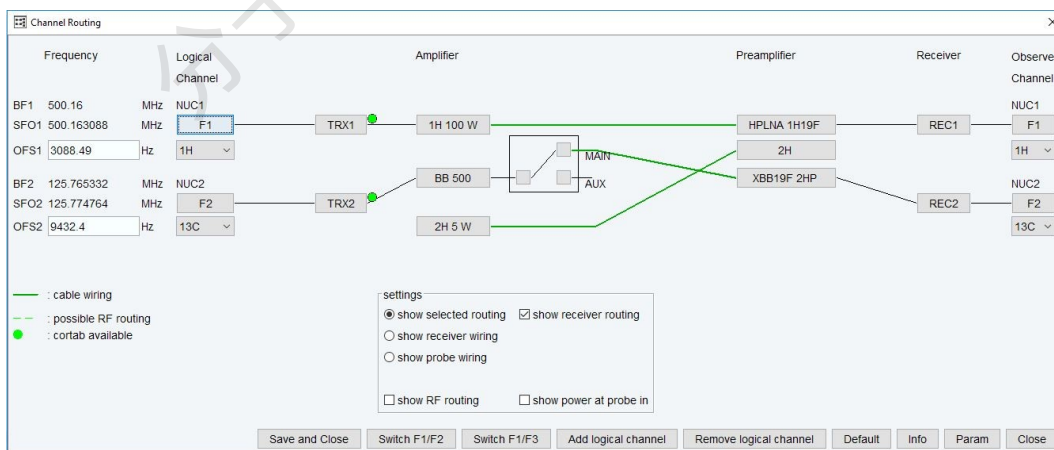 Channel Routing
Frequency Logical Channel Amplifier Preamplifier Receiver Observe Channel
BF1 500.16 MHz NUC1 NUC1
SFO1 500.163088 MHz F1 TRX1 1H 100 W HPLNA 1H19F REC1 F1
OFS1 3088.49 Hz 1H 2H 1H
MAIN
BF2 125.765332 MHz NUC2 BB 500 AUX XBB19F 2HP NUC2
SFO2 125.774764 MHz F2 TRX2 REC2 F2
OFS2 9432.4 Hz 13C 2H 5 W 13C
: cable wiring
: possible RF routing
: cortab available
settings
show selected routing show receiver routing
show receiver wiring
show probe wiring
show RF routing show power at probe in
Save and Close Switch F1/F2 Switch F1/F3 Add logical channel Remove logical channel Default Info Param Close